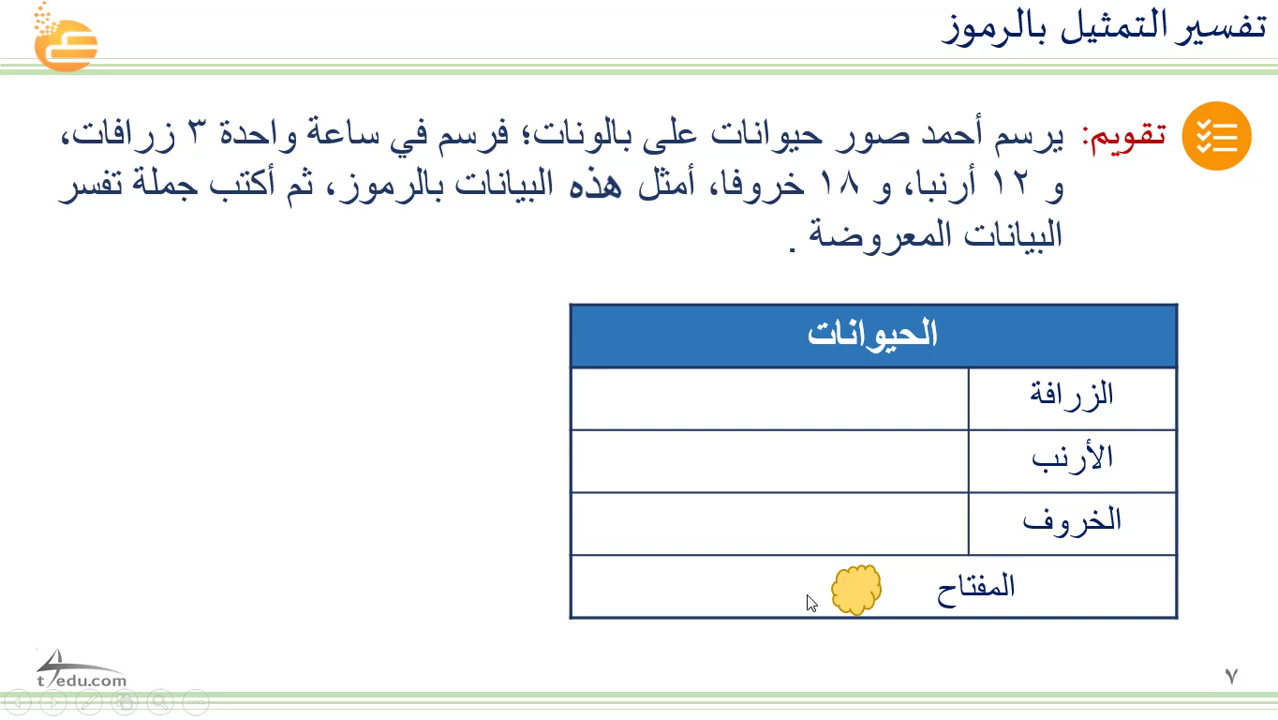 تفسير التمثيل بالرموز
تقويم: يرسم أحمد صور حيوانات على بالونات؛ فرسم في ساعة واحدة ٣ زرافات،
و ١٢ أرنبا، و ١٨ خروفا، أمثل هذه البيانات بالرموز، ثم أكتب جملة تفسر
البيانات المعروضة .
الحيوانات
الزرافة
الأرنب
الخروف
المفتاح
t4edu.com
٧